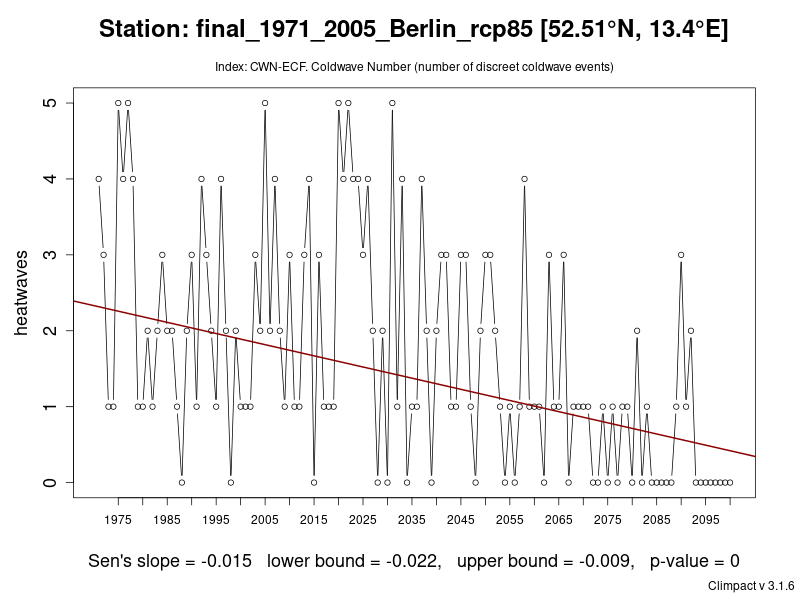 Station: final_1971_2005_Berlin_rcp85 [52.51°N, 13.4°E]
Index: CWN-ECF. Coldwave Number (number of discreet coldwave events)
heatwaves
5
4
3
2
1
0
1975 1985 1995 2005 2015 2025 2035 2045 2055 2065 2075 2085 2095
Sen's slope = -0.015 lower bound = -0.022, upper bound = -0.009, p-value = 0
Climpact v 3.1.6